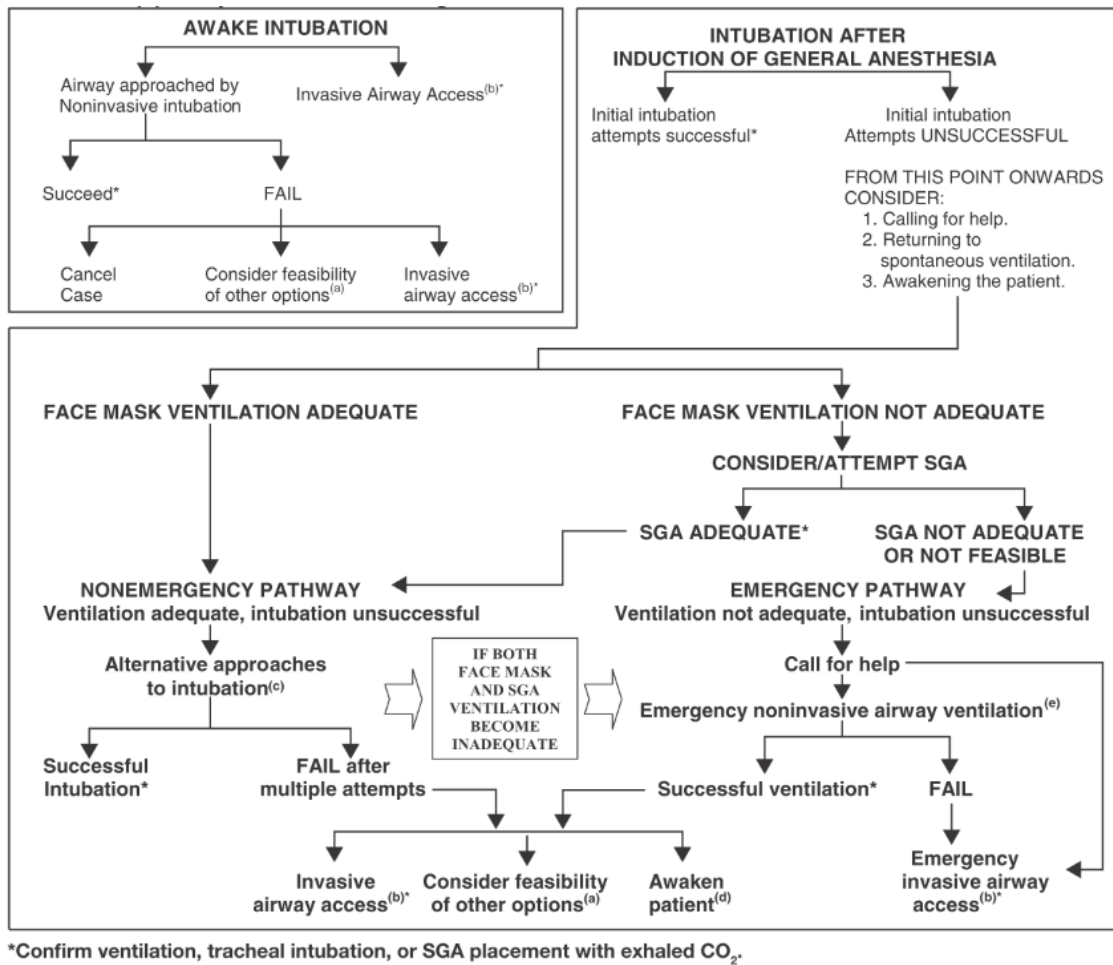 AWAKE INTUBATION
Airway approached by
Noninvasive intubation
Invasive Airway Access(b)*
Succeed*
FAIL
Cancel
Case
Consider feasibility
of other options(a)
Invasive
airway access(b)*
INTUBATION AFTER
INDUCTION OF GENERAL ANESTHESIA
Initial intubation
attempts successful*
Initial intubation
Attempts UNSUCCESSFUL
FROM THIS POINT ONWARDS
CONSIDER:
1. Calling for help.
2. Returning to
spontaneous ventilation.
3. Awakening the patient.
FACE MASK VENTILATION ADEQUATE
FACE MASK VENTILATION NOT ADEQUATE
CONSIDER/ATTEMPT SGA
SGA ADEQUATE*
SGA NOT ADEQUATE
OR NOT FEASIBLE
NONEMERGENCY PATHWAY
Ventilation adequate, intubation unsuccessful
EMERGENCY PATHWAY
Ventilation not adequate, intubation unsuccessful
Alternative approaches
to intubation(c)
IF BOTH
FACE MASK
AND SGA
VENTILATION
BECOME
INADEQUATE
Call for help
Emergency noninvasive airway ventilation(e)
Successful
Intubation*
FAIL after
multiple attempts
Successful ventilation*
FAIL
Invasive
airway access(b)*
Consider feasibility
of other options(a)
Awaken
patient(d)
Emergency
invasive airway
access(b)*
*Confirm ventilation, tracheal intubation, or SGA placement with exhaled CO2.